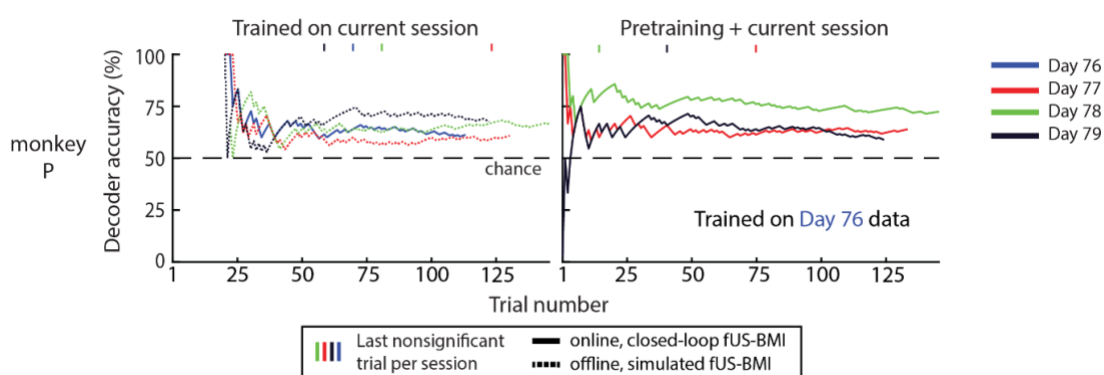 Trained on current session
Pretraining + current session
monkey
P
Decoder accuracy (%)
100
75
50
25
0
chance
1
25
50
75
100
125
Trained on Day 76 data
1
25
50
75
100
125
Trial number
Day 76
Day 77
Day 78
Day 79
Last nonsignificant
trial per session
online, closed-loop fUS-BMI
offline, simulated fUS-BMI